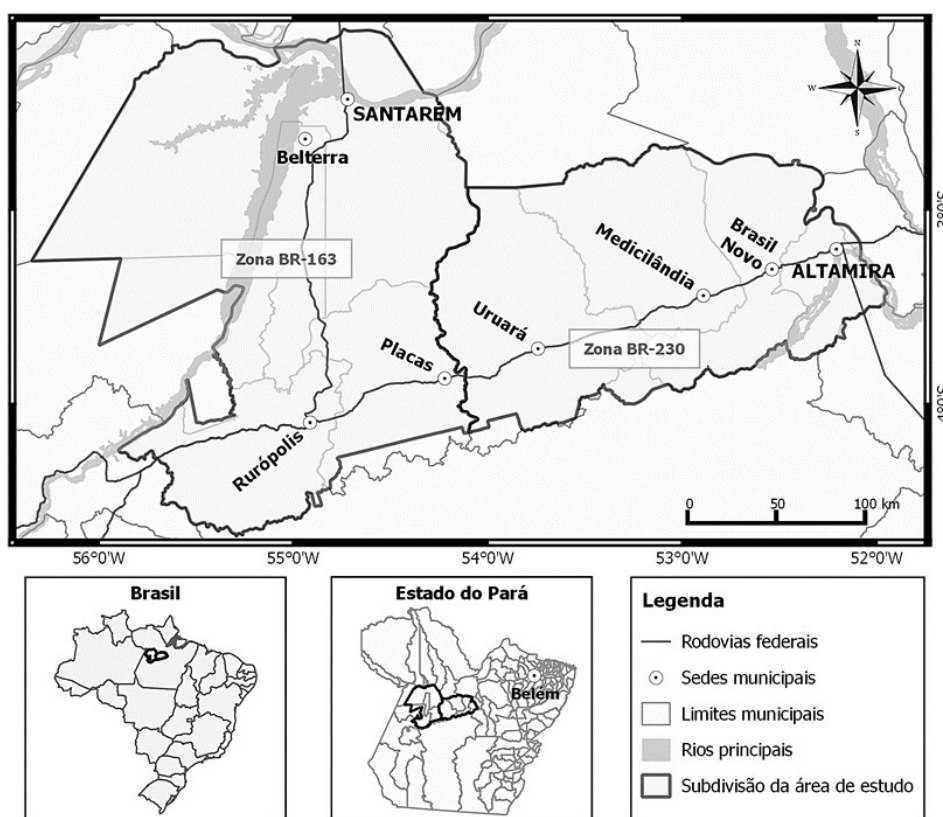 N
W
E
S
SANTARÉM
Belterra
Zona BR-163
Brasil
Novo
Medicilândia
ALTAMIRA
Uruará
Zona BR-230
Placas
Rurópolis
380'S
480'S
0 50 100 km
56°0'W 55°0'W 54°0'W 53°0'W 52°0'W
Brasil
Estado do Pará
Belém
Legenda
Rodovias federais
Sedes municipais
Limites municipais
Rios principais
Subdivisão da área de estudo